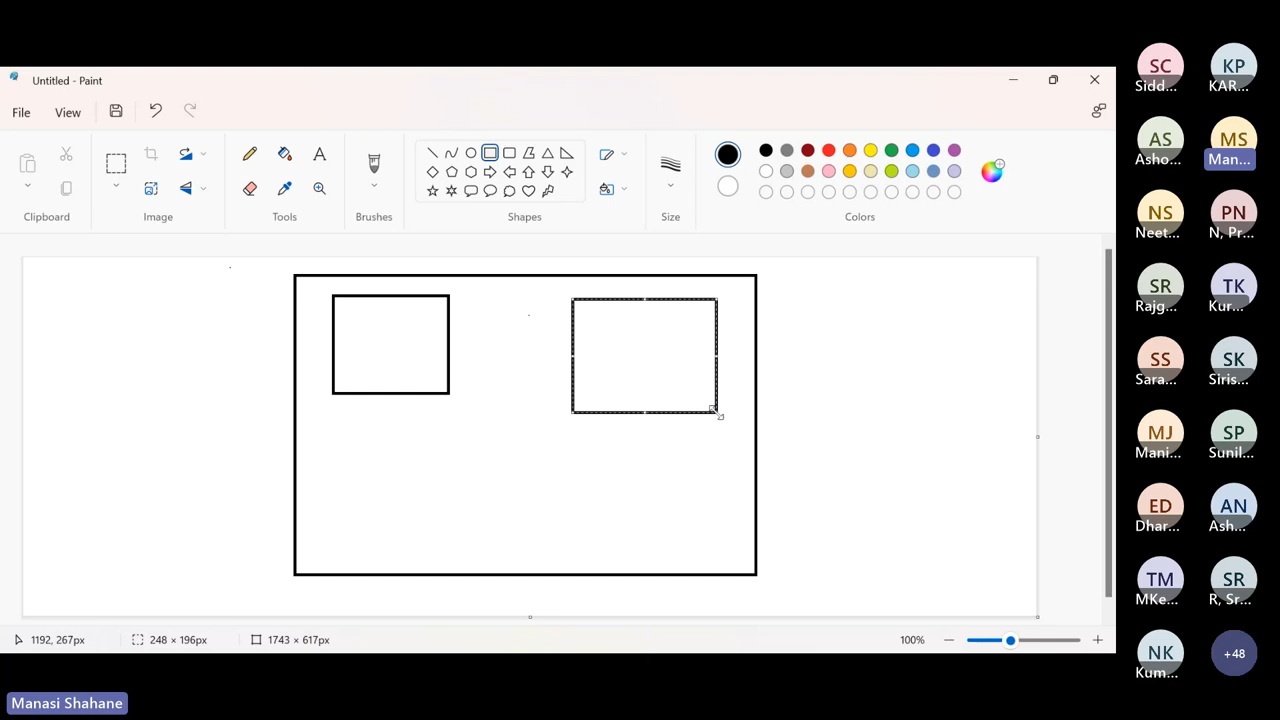 Untitled - Paint
File View
Clipboard Image Tools Brushes Shapes Size Colors
1192, 267px 248 × 196px 1743 × 617px 100%
SC KP
Sidd... KAR...
AS MS
Asho... Man...
NS PN
Neet... N, Pr...
SR TK
Rajg... Kur...
SS SK
Sara... Siris...
MJ SP
Mani... Sunil...
ED AN
Dhar... Ash...
TM SR
MKe... R, Sr...
NK +48
Kum...
Manasi Shahane